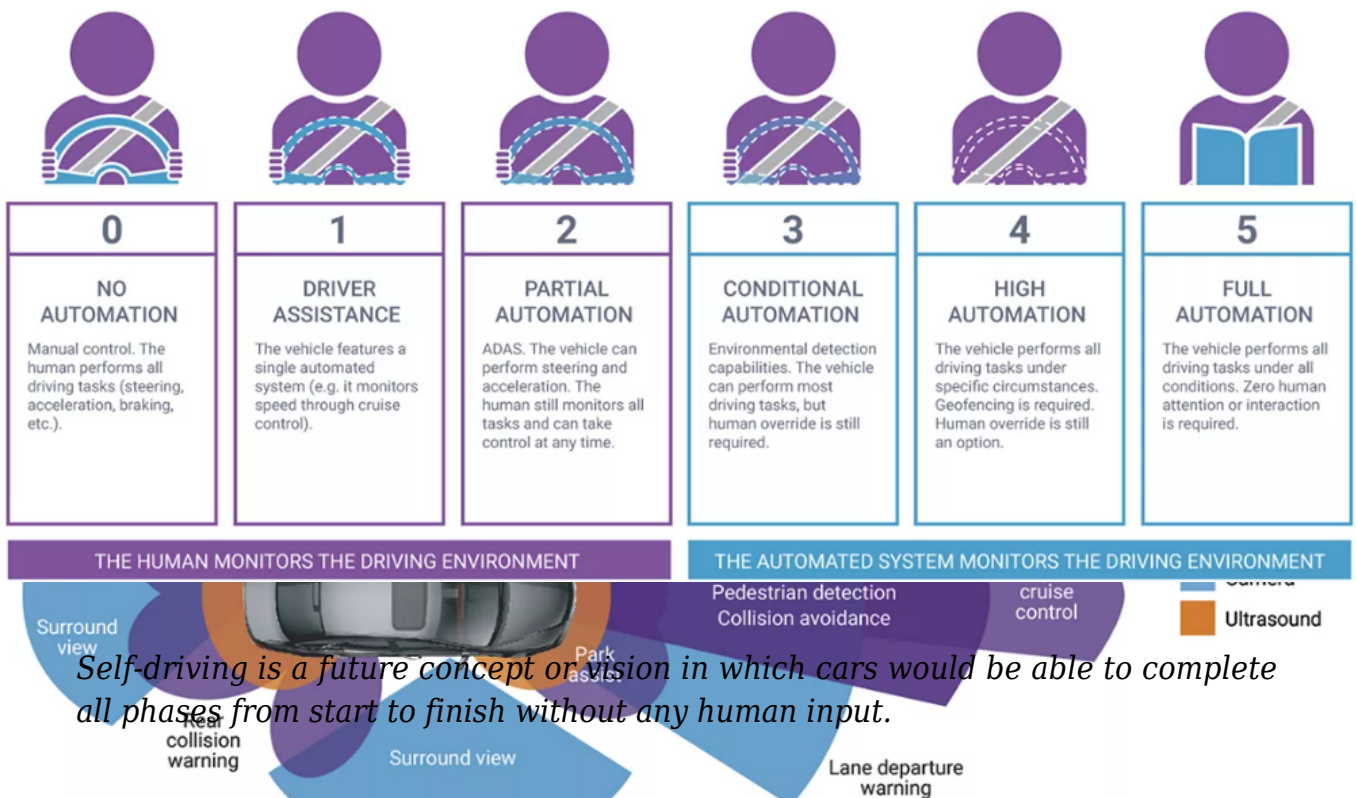 0
NO
AUTOMATION
Manual control. The
human performs all
driving tasks (steering,
acceleration, braking,
etc.).
1
DRIVER
ASSISTANCE
The vehicle features a
single automated
system (e.g. it monitors
speed through cruise
control).
2
PARTIAL
AUTOMATION
ADAS. The vehicle can
perform steering and
acceleration. The
human still monitors all
tasks and can take
control at any time.
3
CONDITIONAL
AUTOMATION
Environmental detection
capabilities. The vehicle
can perform most
driving tasks, but
human override is still
required.
4
HIGH
AUTOMATION
The vehicle performs all
driving tasks under
specific circumstances.
Geofencing is required.
Human override is still
an option.
5
FULL
AUTOMATION
The vehicle performs all
driving tasks under all
conditions. Zero human
attention or interaction
is required.
THE HUMAN MONITORS THE DRIVING ENVIRONMENT
THE AUTOMATED SYSTEM MONITORS THE DRIVING ENVIRONMENT
Pedestrian detection
Collision avoidance
cruise
control
Ultrasound
Surround
view
Park
assist
Self-driving is a future concept or vision in which cars would be able to complete
all phases from start to finish without any human input.
Rear
collision
warning
Surround view
Lane departure
warning